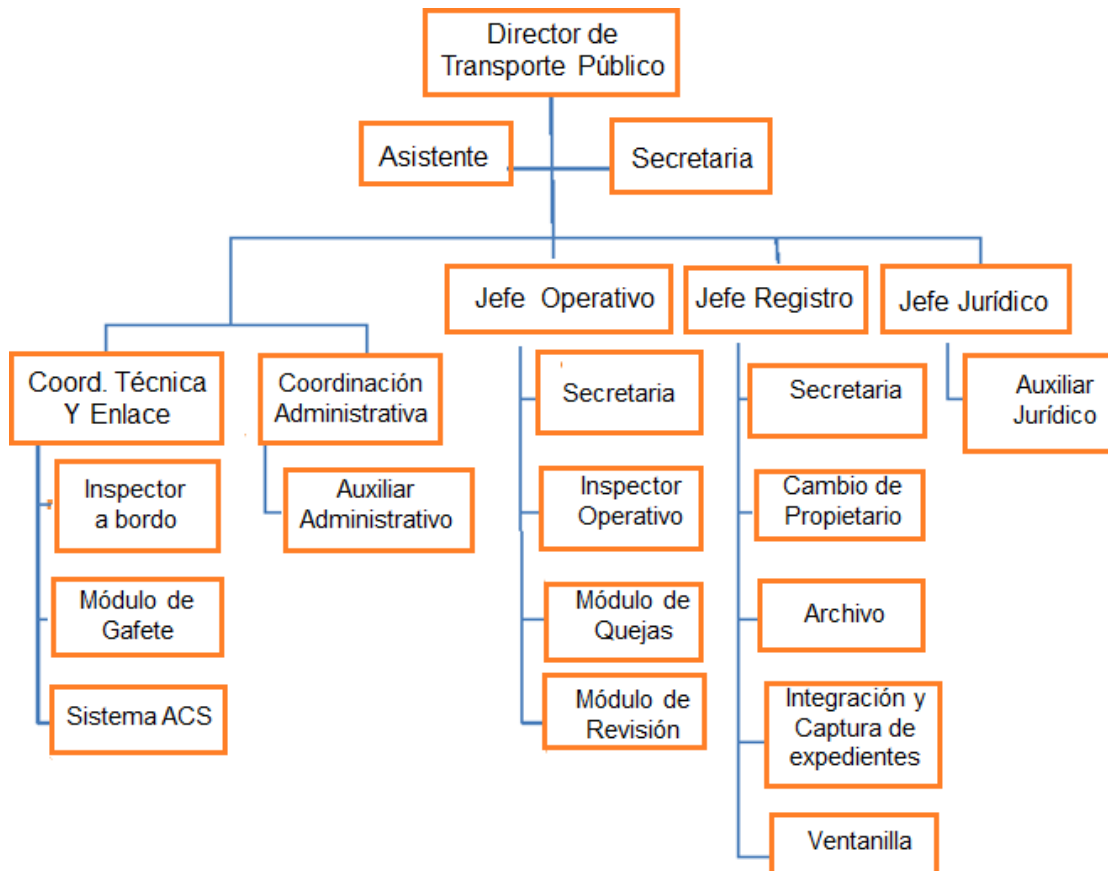 Director de
Transporte Público
Asistente
Secretaria
Jefe Operativo
Jefe Registro
Jefe Jurídico
Coord. Técnica
Y Enlace
Inspector
a bordo
Módulo de
Gafete
Sistema ACS
Coordinación
Administrativa
Auxiliar
Administrativo
Secretaria
Inspector
Operativo
Módulo de
Quejas
Módulo de
Revisión
Secretaria
Cambio de
Propietario
Archivo
Integración y
Captura de
expedientes
Ventanilla
Auxiliar
Jurídico